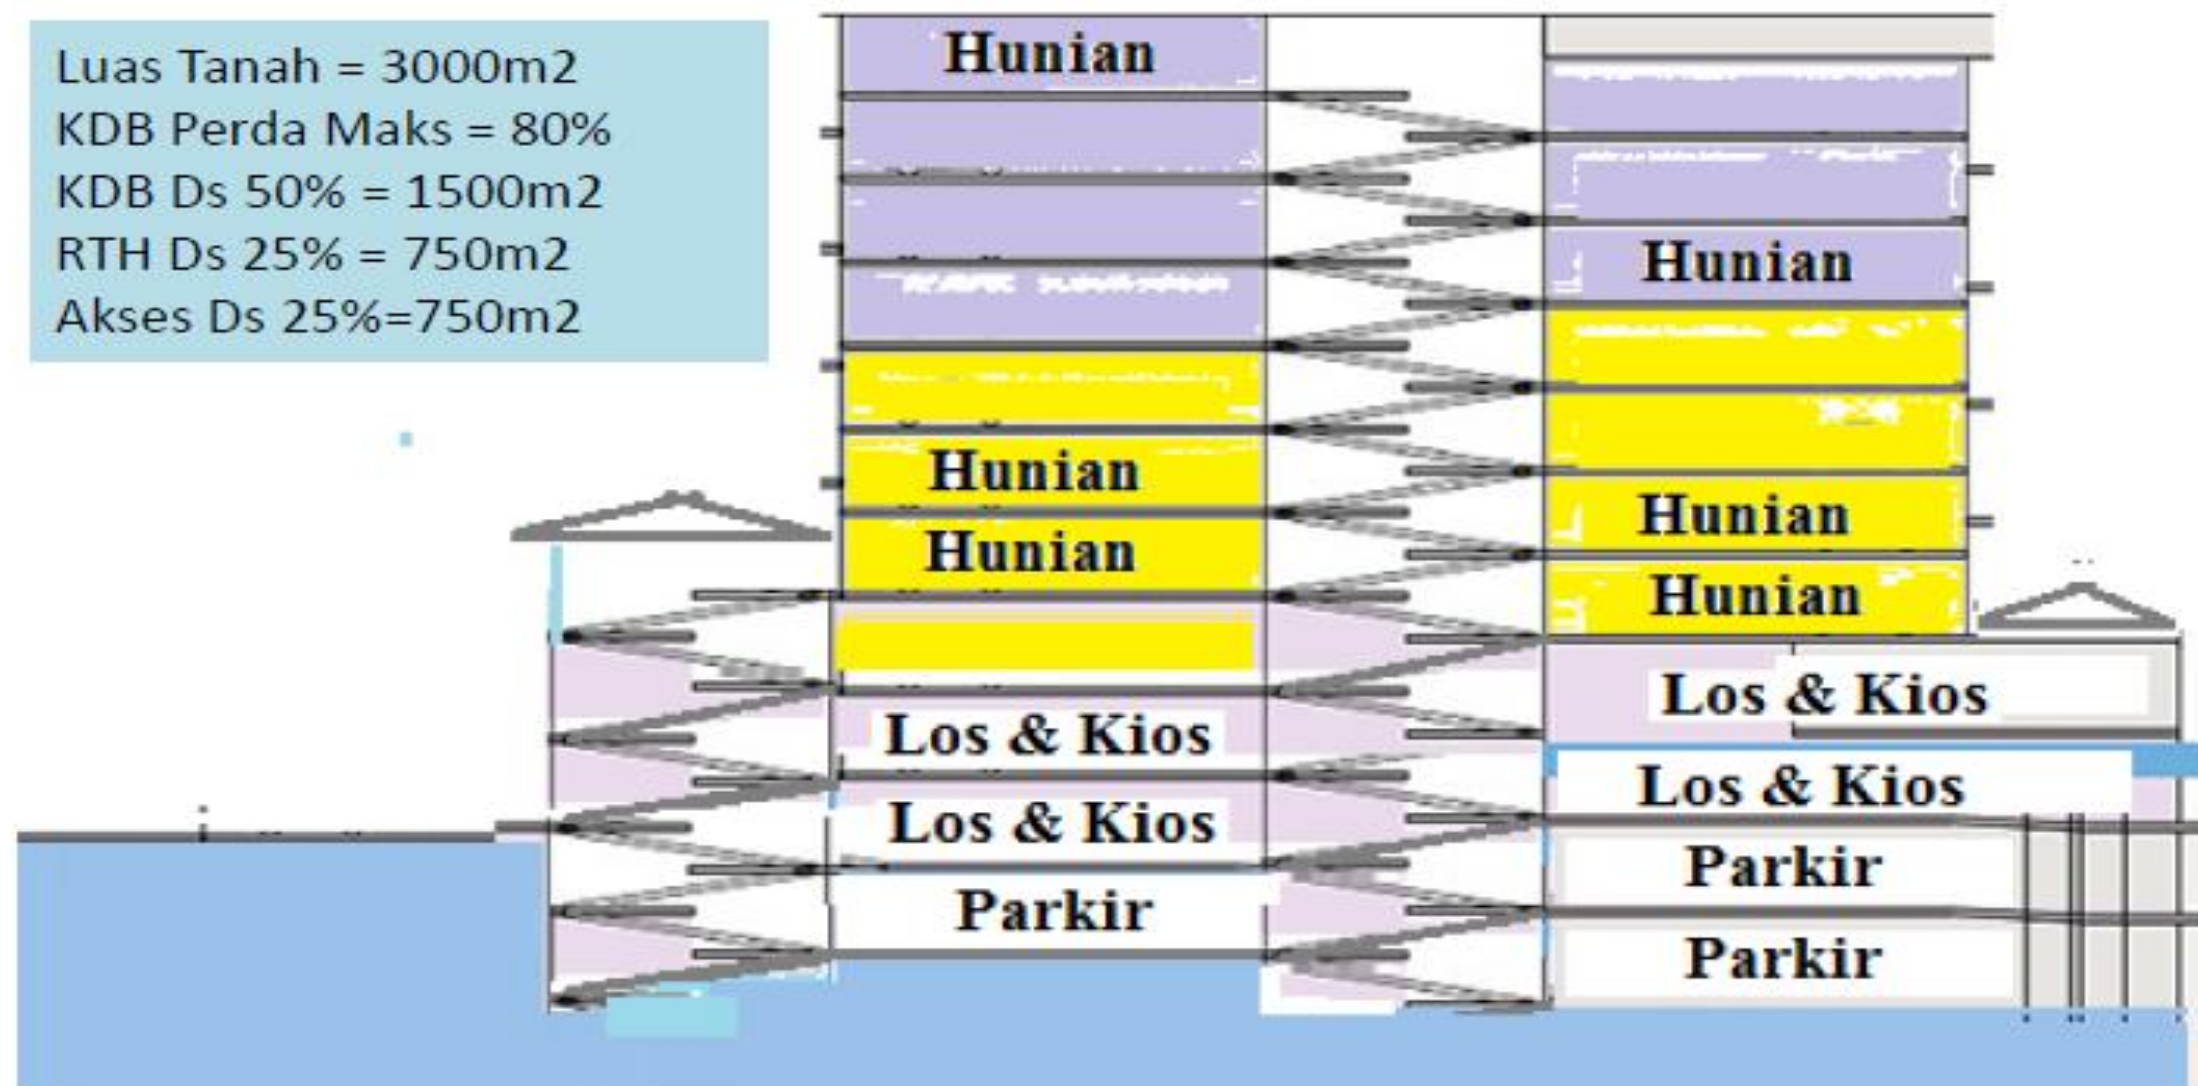 Luas Tanah = 3000m2
KDB Perda Maks = 80%
KDB Ds 50% = 1500m2
RTH Ds 25% = 750m2
Akses Ds 25%=750m2
Hunian
Hunian
Hunian
Hunian
Hunian
Hunian
Los & Kios
Los & Kios
Los & Kios
Los & Kios
Parkir
Parkir
Parkir